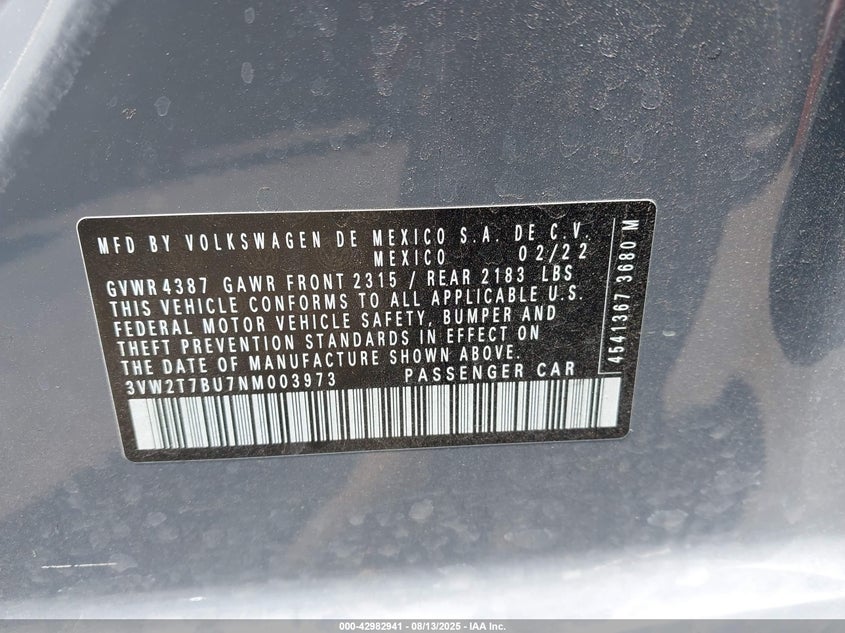 MFD BY VOLKSWAGEN DE MEXICO S.A. DE C.V.
MEXICO 02/22
GVWR 4387 GAWR FRONT 2315 / REAR 2183 LBS
THIS VEHICLE CONFORMS TO ALL APPLICABLE U.S.
FEDERAL MOTOR VEHICLE SAFETY, BUMPER AND
THEFT PREVENTION STANDARDS IN EFFECT ON
THE DATE OF MANUFACTURE SHOWN ABOVE.
3VW2T7BU7NM003973 PASSENGER CAR
4541367 3680 M
000-42982941 - 08/13/2025 - IAA Inc.